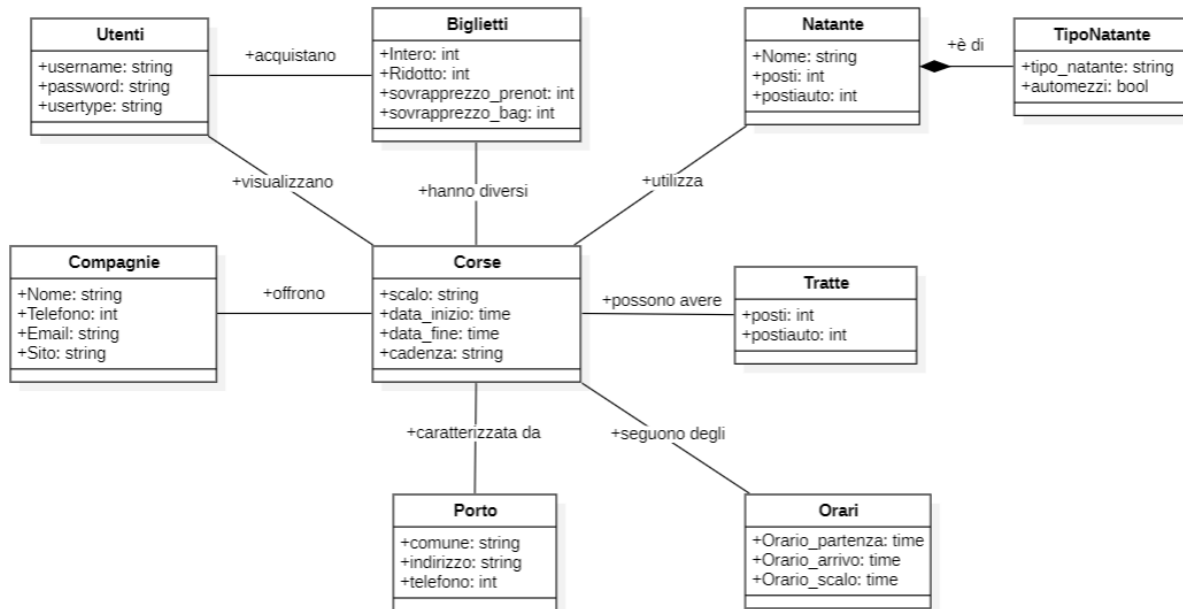 Utenti
+username: string
+password: string
+usertype: string
+acquistano
Biglietti
+Intero: int
+Ridotto: int
+sovrapprezzo_prenot: int
+sovrapprezzo_bag: int
Natante
+Nome: string
+posti: int
+postiauto: int
+è di
TipoNatante
+tipo_natante: string
+automezzi: bool
+visualizzano
+hanno diversi
+utilizza
Compagnie
+Nome: string
+Telefono: int
+Email: string
+Sito: string
+offrono
Corse
+scalo: string
+data_inizio: time
+data_fine: time
+cadenza: string
+possono avere
Tratte
+posti: int
+postiauto: int
+caratterizzata da
+seguono degli
Porto
+comune: string
+indirizzo: string
+telefono: int
Orari
+Orario_partenza: time
+Orario_arrivo: time
+Orario_scalo: time